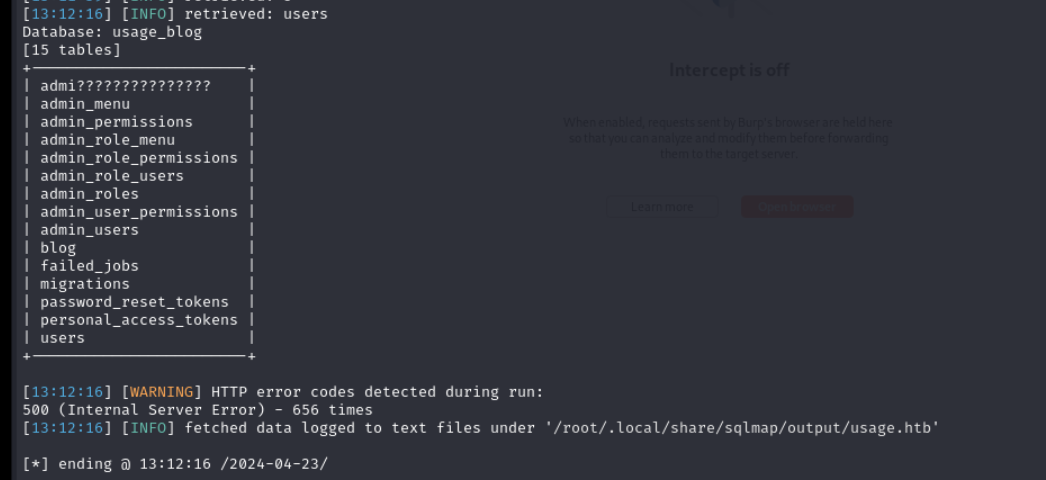 [13:12:16] [INFO] retrieved: users
Database: usage_blog
[15 tables]
+-------------------------+
| admi??????????????? |
| admin_menu |
| admin_permissions |
| admin_role_menu |
| admin_role_permissions |
| admin_role_users |
| admin_roles |
| admin_user_permissions |
| admin_users |
| blog |
| failed_jobs |
| migrations |
| password_reset_tokens |
| personal_access_tokens |
| users |
+-------------------------+
[13:12:16] [WARNING] HTTP error codes detected during run:
500 (Internal Server Error) - 656 times
[13:12:16] [INFO] fetched data logged to text files under '/root/.local/share/sqlmap/output/usage.htb'
[*] ending @ 13:12:16 /2024-04-23/
Intercept is off
When enabled, requests sent by Burp's browser are held here
so that you can analyze and modify them before forwarding
them to the target server.
Learn more
Open browser